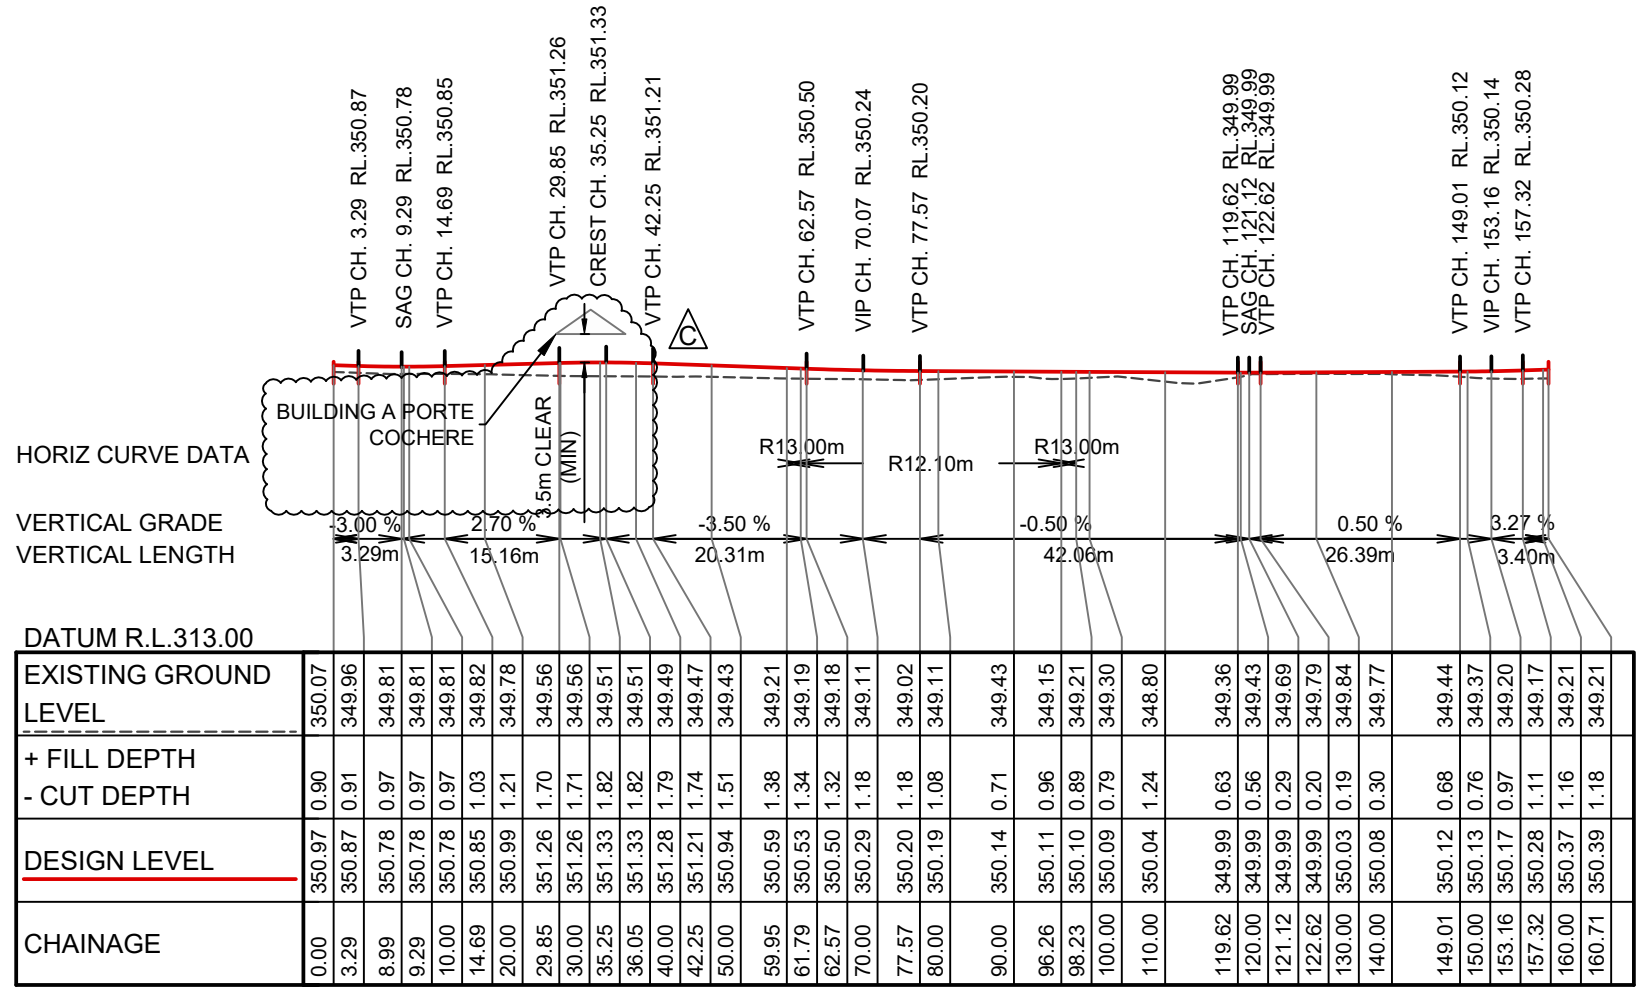 VTP CH. 3.29 RL.350.87
SAG CH. 9.29 RL.350.78
VTP CH. 14.69 RL.350.85
VTP CH. 29.85 RL.351.26
CREST CH. 35.25 RL.351.33
VTP CH. 42.25 RL.351.21
VTP CH. 62.57 RL.350.50
VIP CH. 70.07 RL.350.24
VTP CH. 77.57 RL.350.20
VTP CH. 119.62 RL.349.99
SAG CH. 121.12 RL.349.99
VTP CH. 122.62 RL.349.99
VTP CH. 149.01 RL.350.12
VIP CH. 153.16 RL.350.14
VTP CH. 157.32 RL.350.28
C
BUILDING A PORTE
COCHERE
3.5m CLEAR
(MIN)
HORIZ CURVE DATA
R13.00m
R12.10m
R13.00m
VERTICAL GRADE
-3.00 %
2.70 %
-3.50 %
-0.50 %
0.50 %
3.27 %
VERTICAL LENGTH
3.29m
15.16m
20.31m
42.06m
26.39m
3.40m
DATUM R.L.313.00
EXISTING GROUND
LEVEL
350.07 349.96 349.81 349.81 349.81 349.82 349.78 349.56 349.56 349.51 349.51 349.49 349.47 349.43 349.21 349.19 349.18 349.11 349.02 349.11 349.43 349.15 349.21 349.30 348.80 349.36 349.43 349.69 349.79 349.84 349.77 349.44 349.37 349.20 349.17 349.21 349.21
+ FILL DEPTH
- CUT DEPTH
0.90 0.91 0.97 0.97 0.97 1.03 1.21 1.70 1.71 1.82 1.82 1.79 1.74 1.51 1.38 1.34 1.32 1.18 1.18 1.08 0.71 0.96 0.89 0.79 1.24 0.63 0.56 0.29 0.20 0.19 0.30 0.68 0.76 0.97 1.11 1.16 1.18
DESIGN LEVEL
350.97 350.87 350.78 350.78 350.78 350.85 350.99 351.26 351.26 351.33 351.33 351.28 351.21 350.94 350.59 350.53 350.50 350.29 350.20 350.19 350.14 350.11 350.10 350.09 350.04 349.99 349.99 349.99 349.99 350.03 350.08 350.12 350.13 350.17 350.28 350.37 350.39
CHAINAGE
0.00 3.29 8.99 9.29 10.00 14.69 20.00 29.85 30.00 35.25 36.05 40.00 42.25 50.00 59.95 61.79 62.57 70.00 77.57 80.00 90.00 96.26 98.23 100.00 110.00 119.62 120.00 121.12 122.62 130.00 140.00 149.01 150.00 153.16 157.32 160.00 160.71